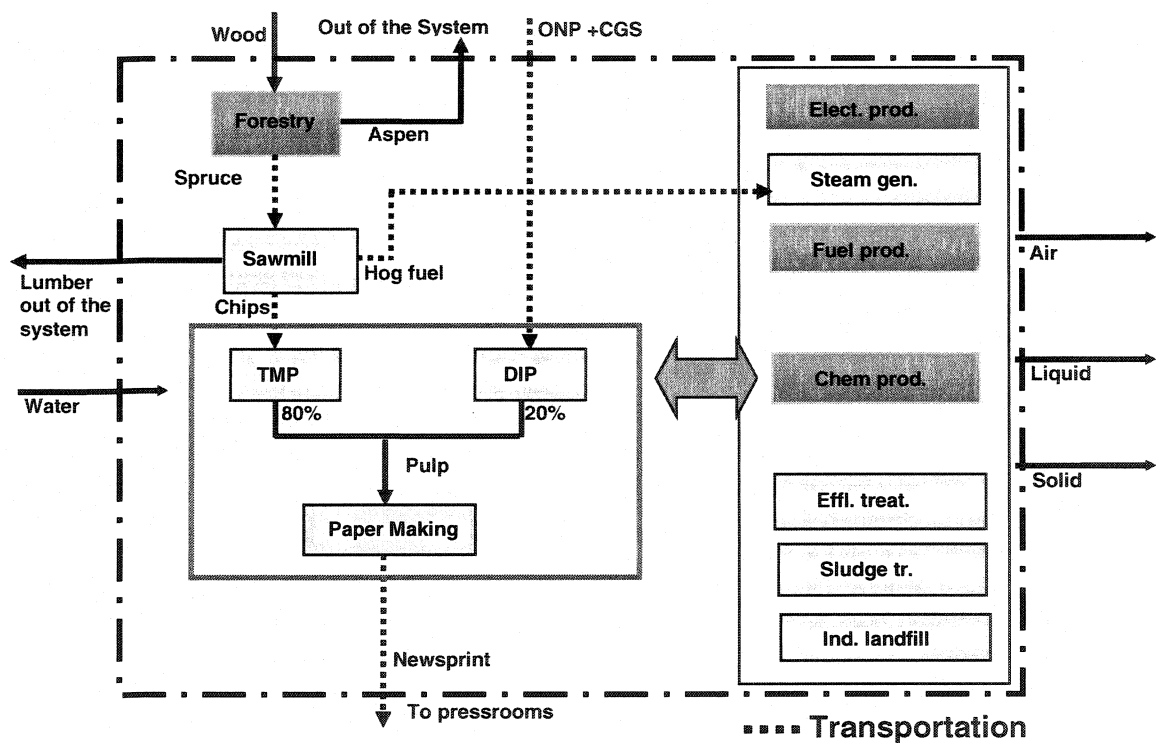 Wood
Out of the System
ONP +CGS
Forestry
Aspen
Elect. prod.
Spruce
Steam gen.
Sawmill
Hog fuel
Fuel prod.
Air
Lumber
out of the
system
Chips
TMP
DIP
Chem prod.
Liquid
Water
80%
20%
Pulp
Solid
Effl. treat.
Paper Making
Sludge tr.
Ind. landfill
Newsprint
To pressrooms
Transportation